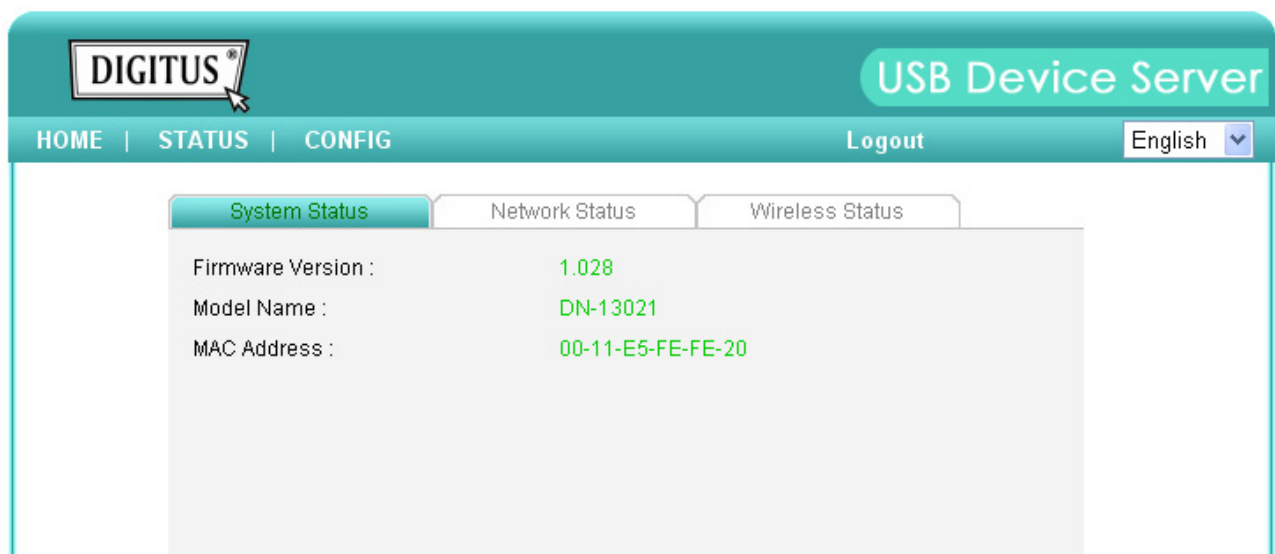 DIGITUS®
USB Device Server
HOME | STATUS | CONFIG Logout English
System Status Network Status Wireless Status
Firmware Version : 1.028
Model Name : DN-13021
MAC Address : 00-11-E5-FE-FE-20